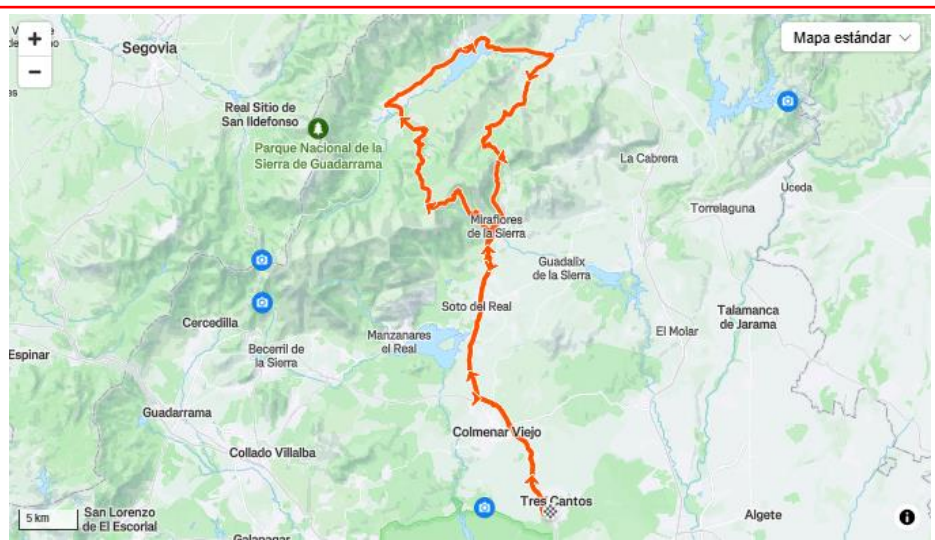 +
Segovia
Mapa estándar
−
Real Sitio de
San Ildefonso
Parque Nacional de la
Sierra de Guadarrama
La Cabrera
Uceda
Torrelaguna
Miraflores
de la Sierra
Guadalix
de la Sierra
Soto del Real
Talamanca
de Jarama
Cercedilla
Manzanares
el Real
El Molar
Espinar
Becerril de
la Sierra
Guadarrama
Colmenar Viejo
Collado Villalba
Tres Cantos
5 km
San Lorenzo
de El Escorial
Algete
Galapagar